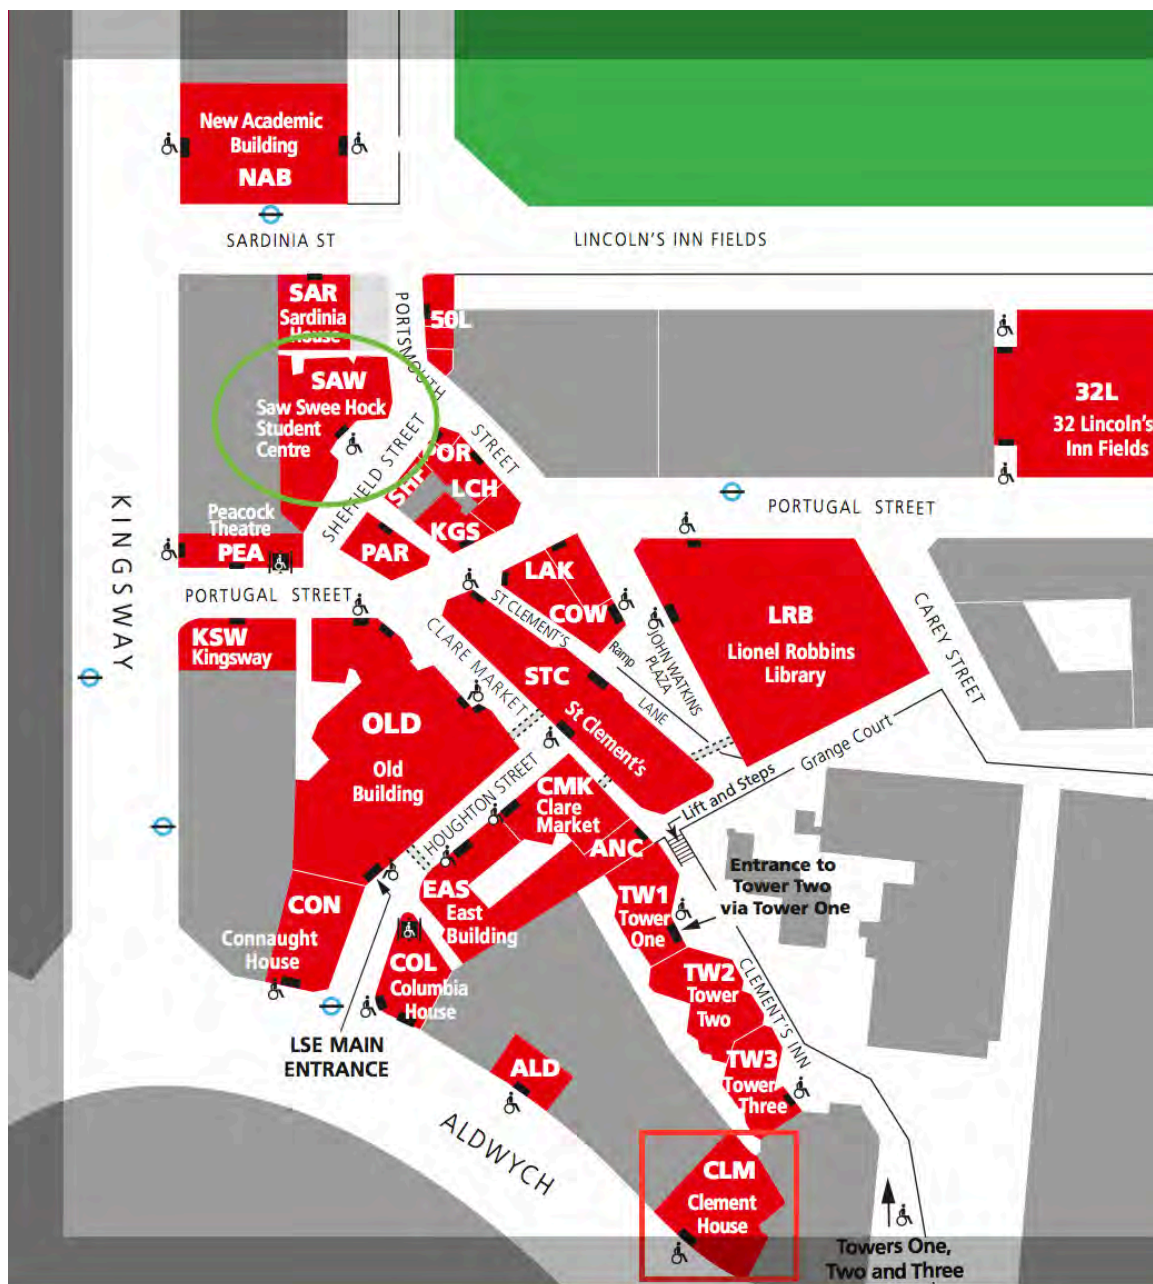 New Academic
Building
NAB
SARDINIA ST
LINCOLN'S INN FIELDS
SAR
Sardinia
House
PORTSMOUTH
STREET
50L
SAW
Saw Swee Hock
Student
Centre
SHEFFIELD STREET
32L
32 Lincoln's
Inn Fields
POR
LCH
SHF
KGS
PAR
Peacock
Theatre
PEA
PORTUGAL STREET
PORTUGAL STREET
KINGSWAY
KSW
Kingsway
LAK
COW
ST CLEMENT'S
LANE
Ramp
JOHN WATKINS
PLAZA
LRB
Lionel Robbins
Library
CAREY STREET
CLARE MARKET
STC
St Clement's
OLD
Old
Building
HOUGHTON STREET
Grange Court
Lift and Steps
CMK
Clare
Market
ANC
Entrance to
Tower Two
via Tower One
TW1
Tower
One
EAS
East
Building
CON
Connaught
House
COL
Columbia
House
TW2
Tower
Two
CLEMENT'S INN
TW3
Tower
Three
LSE MAIN
ENTRANCE
ALD
ALDWYCH
CLM
Clement
House
Towers One,
Two and Three